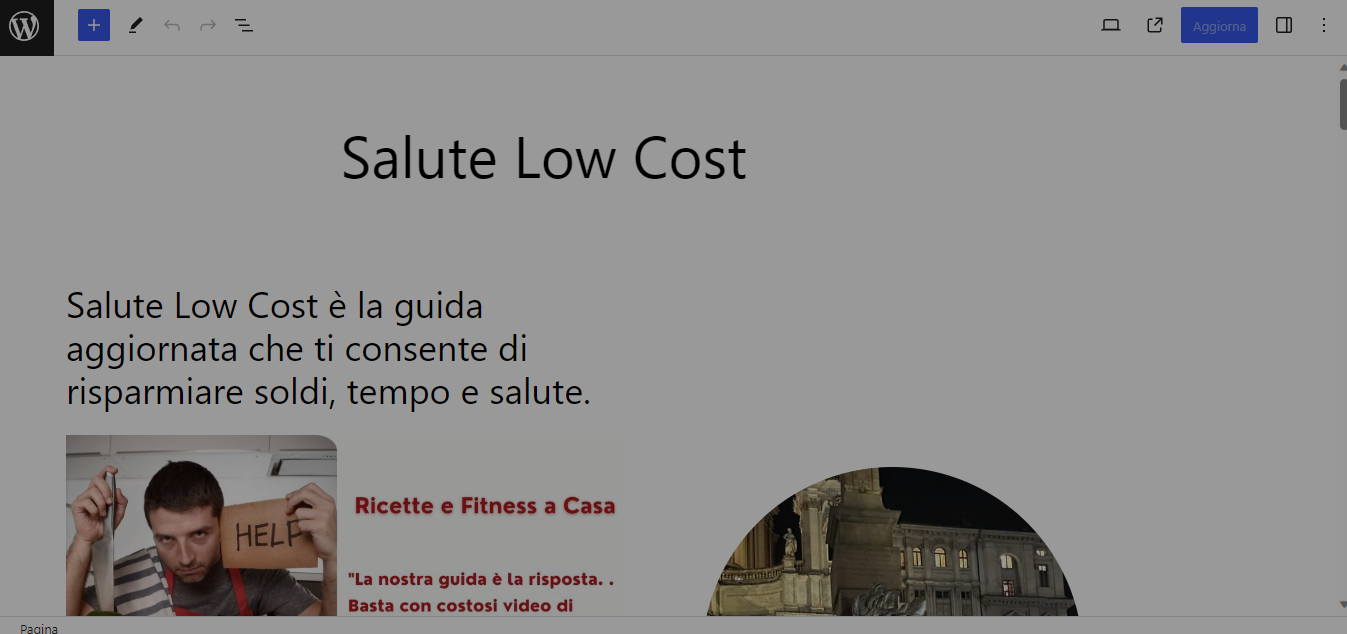 Aggiorna
Salute Low Cost
Salute Low Cost è la guida
aggiornata che ti consente di
risparmiare soldi, tempo e salute.
HELP
Ricette e Fitness a Casa
"La nostra guida è la risposta. .
Basta con costosi video di
Pagina